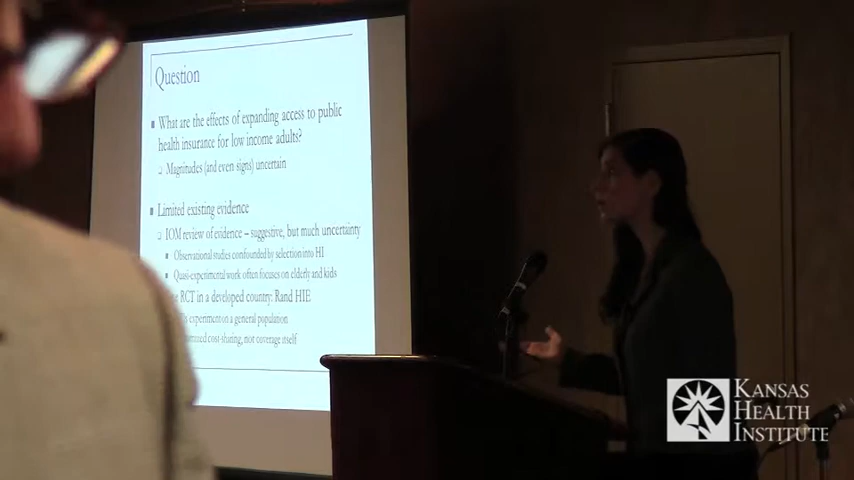 Question
What are the effects of expanding access to public
health insurance for low income adults?
Magnitudes (and even signs) uncertain
Limited existing evidence
IOM review of evidence – suggestive, but much uncertainty
Observational studies confounded by selection into HI
Quasi-experimental work often focuses on elderly and kids
RCT in a developed country: Rand HIE
experiment on a general population
cost-sharing, not coverage itself
KANSAS
HEALTH
INSTITUTE